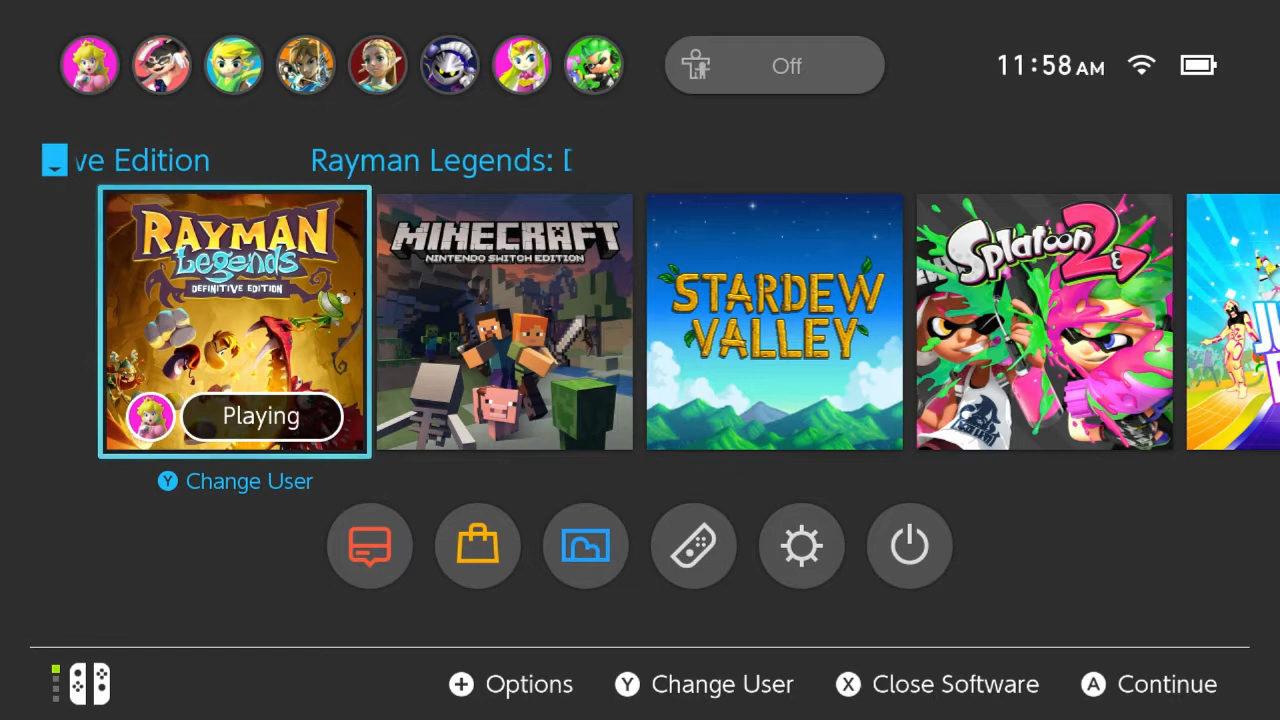 Off
11:58 AM
ve Edition Rayman Legends:
RAYMAN
Legends
DEFINITIVE EDITION
Playing
MINECRAFT
NINTENDO SWITCH EDITION
STARDEW
VALLEY
Splatoon 2
Y Change User
+ Options
Y Change User
X Close Software
A Continue